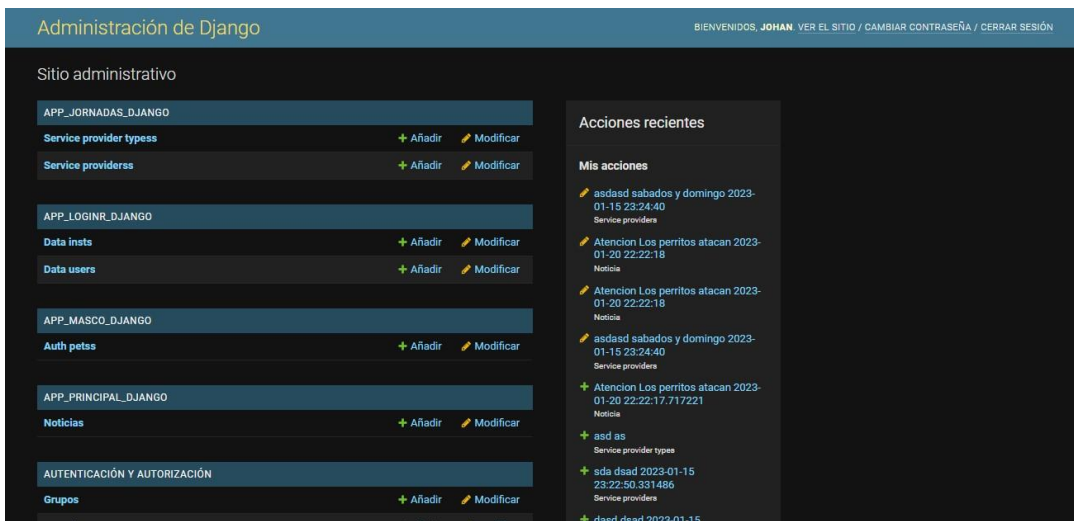 Administración de Django
BIENVENIDOS, JOHAN. VER EL SITIO / CAMBIAR CONTRASEÑA / CERRAR SESIÓN
Sitio administrativo
APP_JORNADAS_DJANGO
Service provider typess + Añadir Modificar
Service providerss + Añadir Modificar
APP_LOGINR_DJANGO
Data insts + Añadir Modificar
Data users + Añadir Modificar
APP_MASCO_DJANGO
Auth petss + Añadir Modificar
APP_PRINCIPAL_DJANGO
Noticias + Añadir Modificar
AUTENTICACIÓN Y AUTORIZACIÓN
Grupos + Añadir Modificar
Acciones recientes
Mis acciones
asdasd sabados y domingo 2023-
01-15 23:24:40
Service providers
Atencion Los perritos atacan 2023-
01-20 22:22:18
Noticia
Atencion Los perritos atacan 2023-
01-20 22:22:18
Noticia
asdasd sabados y domingo 2023-
01-15 23:24:40
Service providers
+ Atencion Los perritos atacan 2023-
01-20 22:22:17.717221
Noticia
+ asd as
Service provider types
+ sda dsad 2023-01-15
23:22:50.331486
Service providers
+ dasd dsad 2023-01-15